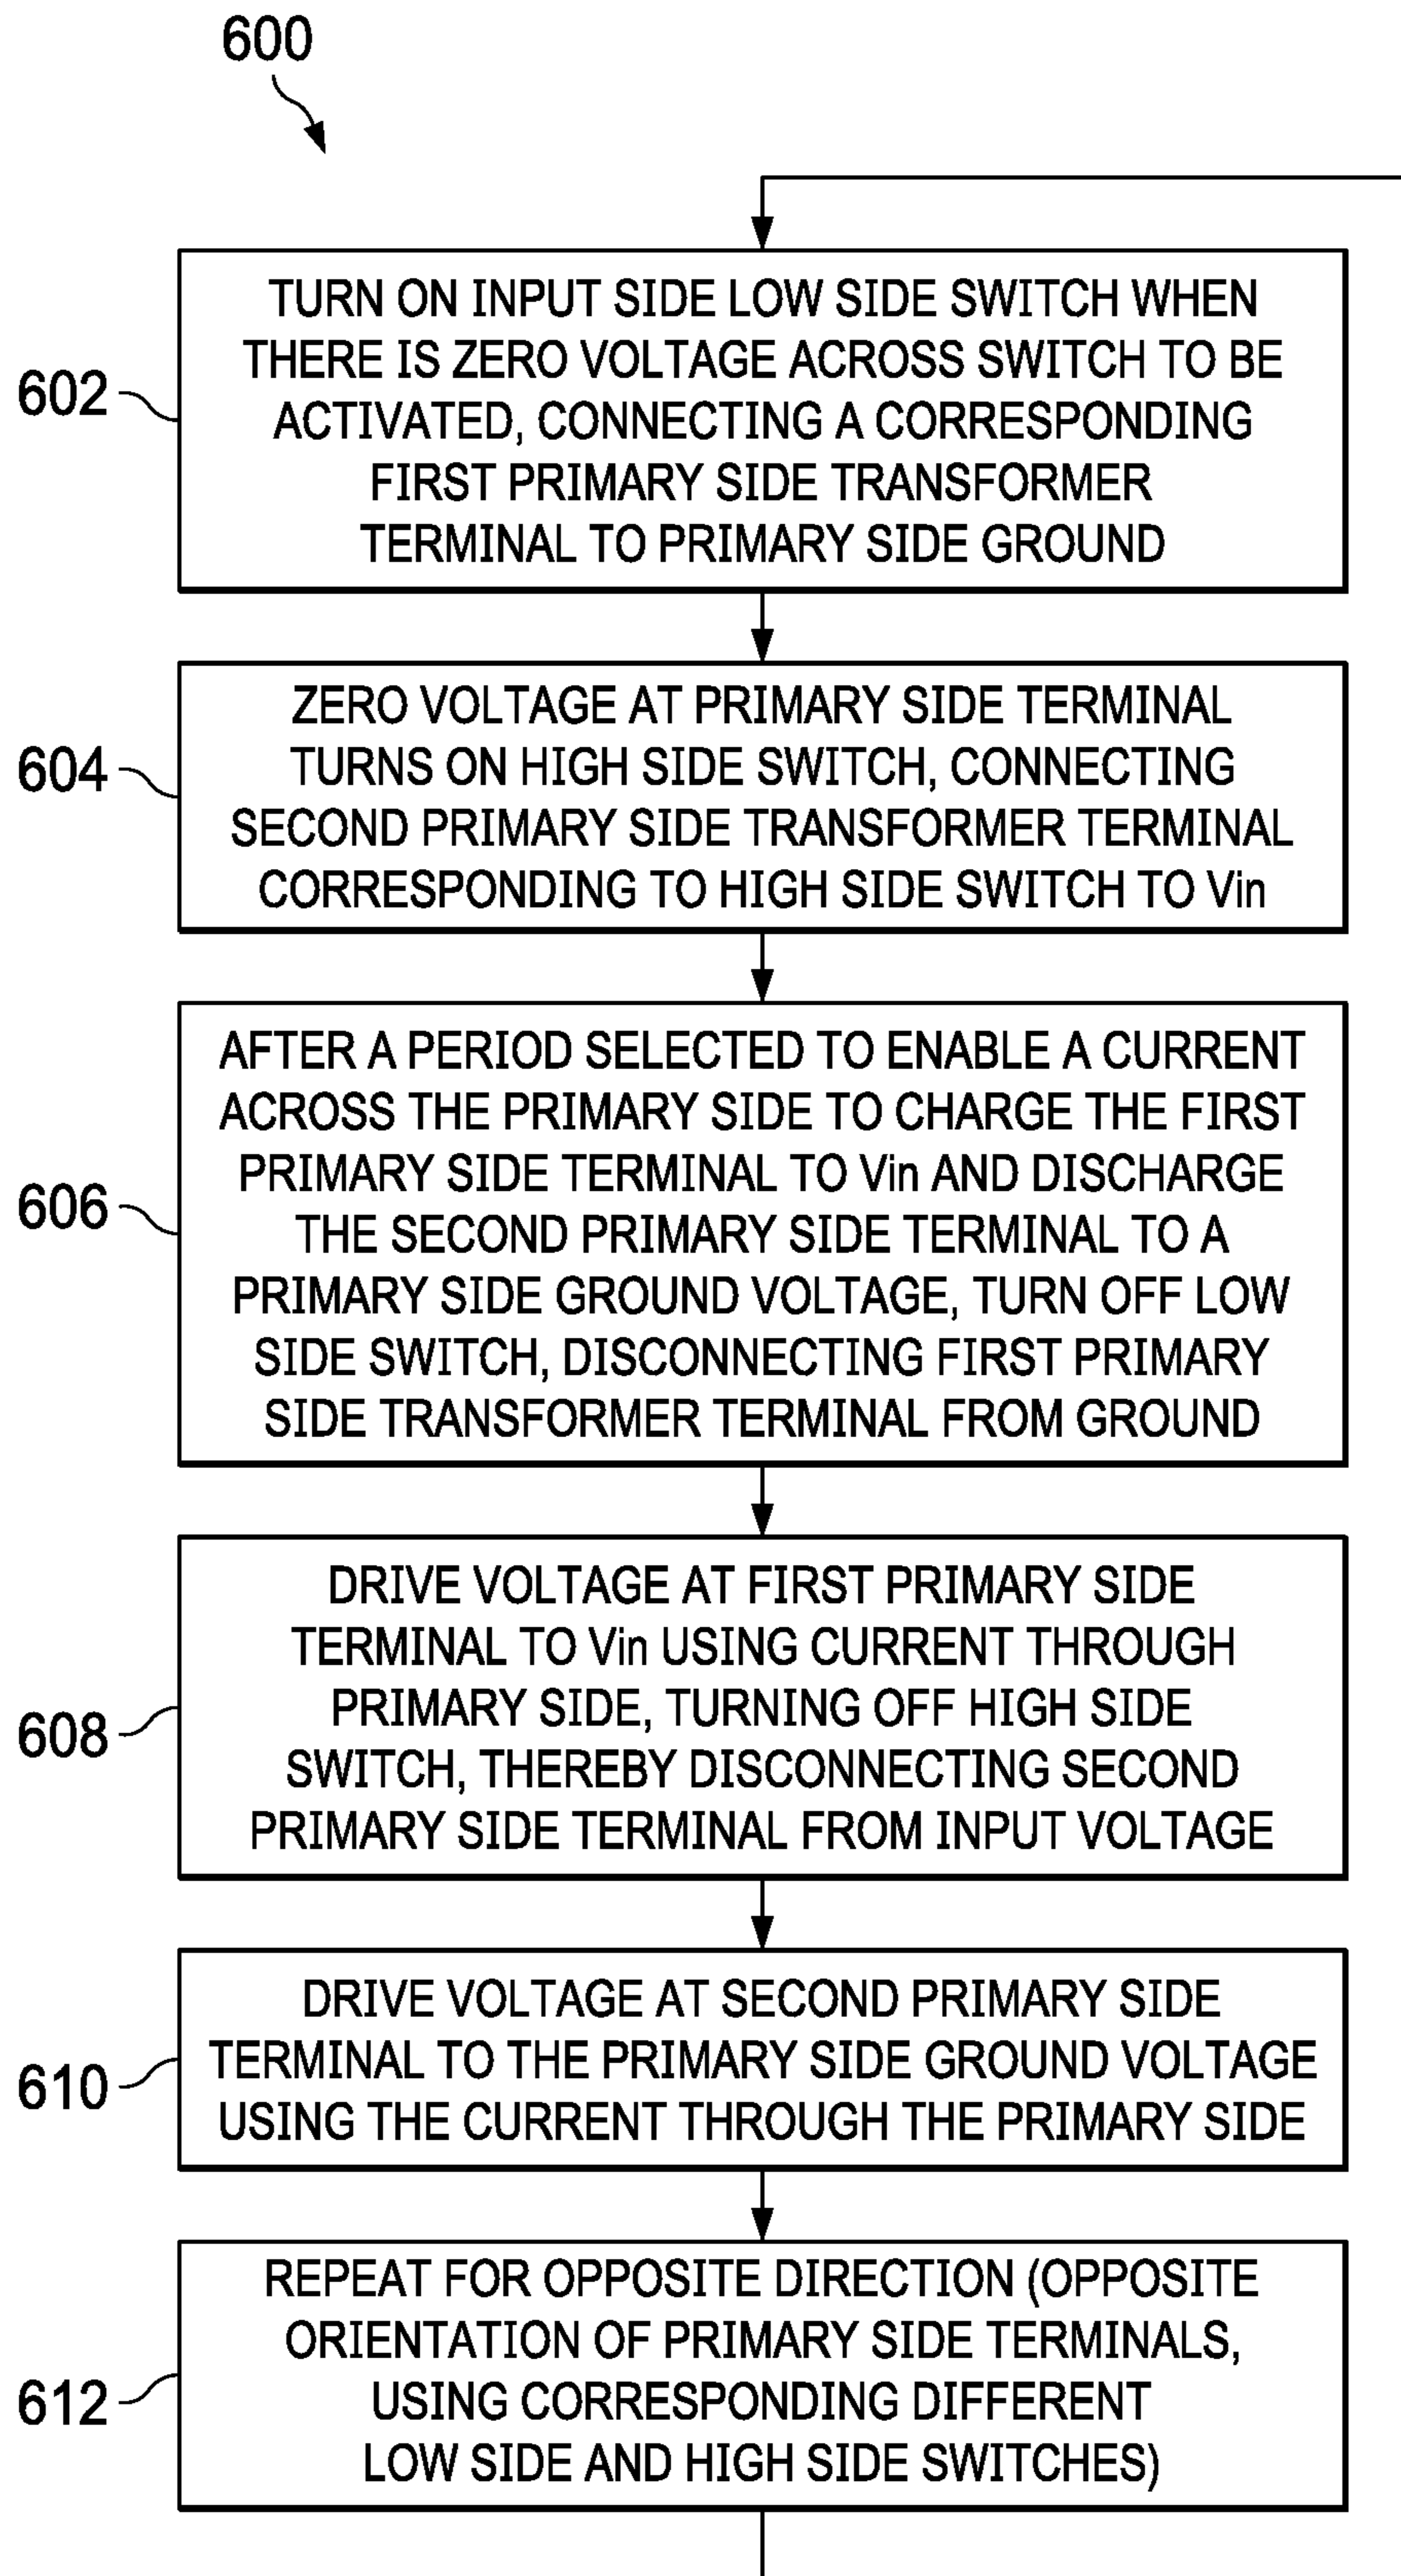 600
602
TURN ON INPUT SIDE LOW SIDE SWITCH WHEN
THERE IS ZERO VOLTAGE ACROSS SWITCH TO BE
ACTIVATED, CONNECTING A CORRESPONDING
FIRST PRIMARY SIDE TRANSFORMER
TERMINAL TO PRIMARY SIDE GROUND
604
ZERO VOLTAGE AT PRIMARY SIDE TERMINAL
TURNS ON HIGH SIDE SWITCH, CONNECTING
SECOND PRIMARY SIDE TRANSFORMER TERMINAL
CORRESPONDING TO HIGH SIDE SWITCH TO Vin
606
AFTER A PERIOD SELECTED TO ENABLE A CURRENT
ACROSS THE PRIMARY SIDE TO CHARGE THE FIRST
PRIMARY SIDE TERMINAL TO Vin AND DISCHARGE
THE SECOND PRIMARY SIDE TERMINAL TO A
PRIMARY SIDE GROUND VOLTAGE, TURN OFF LOW
SIDE SWITCH, DISCONNECTING FIRST PRIMARY
SIDE TRANSFORMER TERMINAL FROM GROUND
608
DRIVE VOLTAGE AT FIRST PRIMARY SIDE
TERMINAL TO Vin USING CURRENT THROUGH
PRIMARY SIDE, TURNING OFF HIGH SIDE
SWITCH, THEREBY DISCONNECTING SECOND
PRIMARY SIDE TERMINAL FROM INPUT VOLTAGE
610
DRIVE VOLTAGE AT SECOND PRIMARY SIDE
TERMINAL TO THE PRIMARY SIDE GROUND VOLTAGE
USING THE CURRENT THROUGH THE PRIMARY SIDE
612
REPEAT FOR OPPOSITE DIRECTION (OPPOSITE
ORIENTATION OF PRIMARY SIDE TERMINALS,
USING CORRESPONDING DIFFERENT
LOW SIDE AND HIGH SIDE SWITCHES)